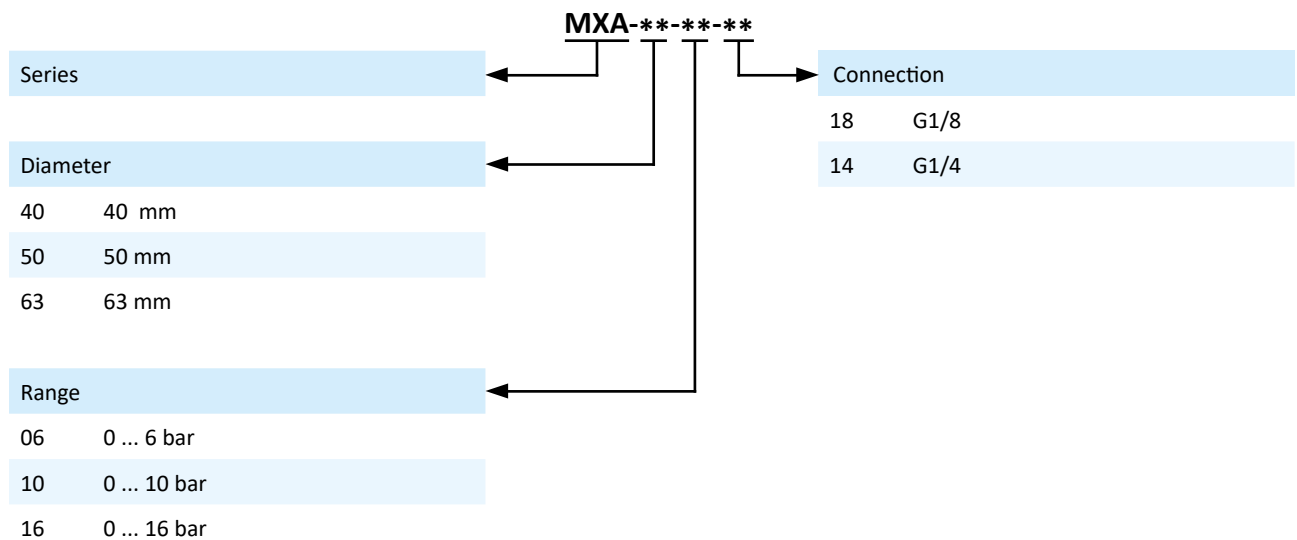 MXA-**-**-**
Series
Diameter
40 40 mm
50 50 mm
63 63 mm
Range
06 0 ... 6 bar
10 0 ... 10 bar
16 0 ... 16 bar
Connection
18 G1/8
14 G1/4